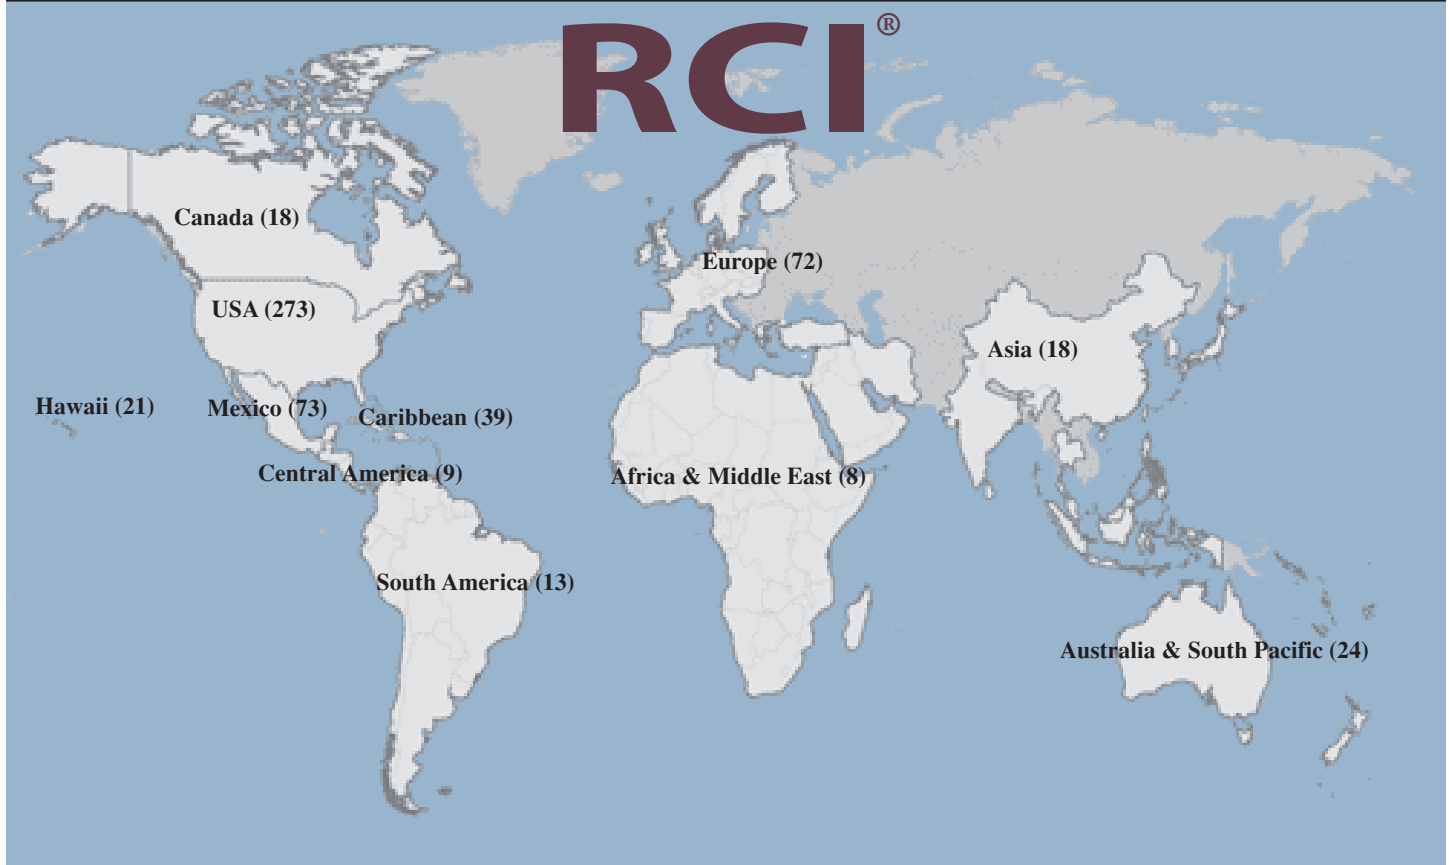 RCI®
Canada (18)
Europe (72)
USA (273)
Asia (18)
Hawaii (21)
Mexico (73)
Caribbean (39)
Central America (9)
Africa & Middle East (8)
South America (13)
Australia & South Pacific (24)